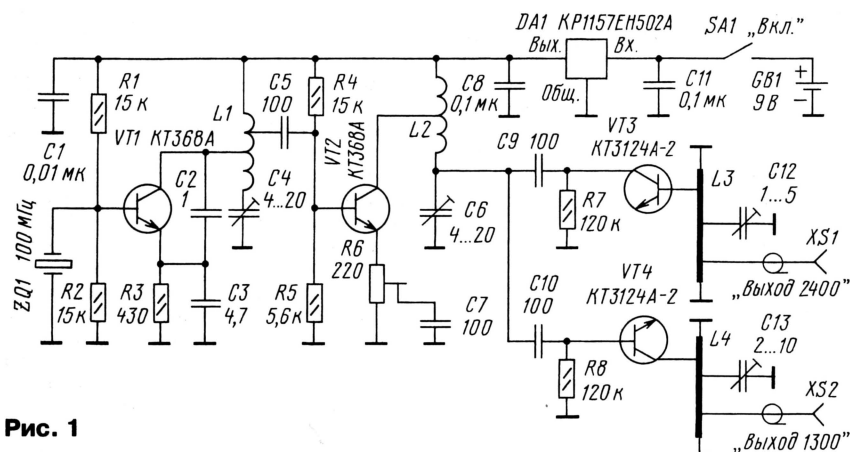 DA1 КР1157ЕН502А
Вых.
Вх.
Общ.
SA1 „Вкл.”
C11
0,1 мк
GB1
9 В
+
−
R1
15 к
C1
0,01 мк
VT1 КТ368А
L1
C5
100
R4
15 к
C8
0,1 мк
L2
VT2
КТ368А
C2
1
C4
4...20
C6
4...20
C9 100
VT3
КТ3124А-2
R7
120 к
L3
C12
1...5
XS1
„Выход 2400”
ZQ1 100 мГц
R2
15к
R3
430
C3
4,7
R5
5,6к
R6
220
C7
100
C10
100
VT4
КТ3124А-2
R8
120 к
L4
C13
2...10
XS2
„Выход 1300”
Рис. 1